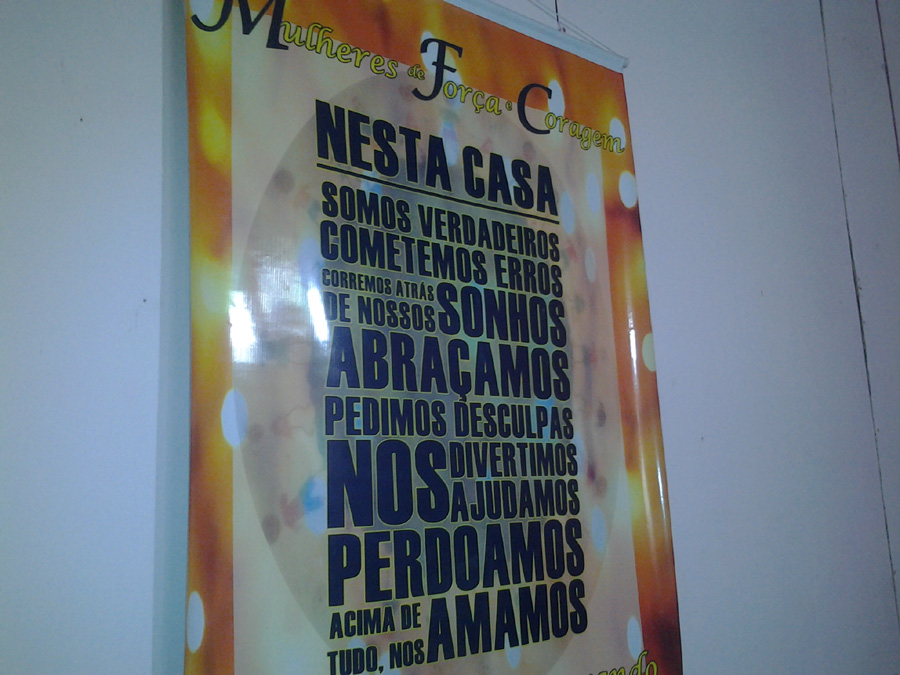 Mulheres de Força e Coragem
NESTA CASA
SOMOS VERDADEIROS
COMETEMOS ERROS
CORREMOS ATRÁS
DE NOSSOS SONHOS
ABRAÇAMOS
PEDIMOS DESCULPAS
NOS DIVERTIMOS
AJUDAMOS
PERDOAMOS
ACIMA DE
TUDO, NOS AMAMOS